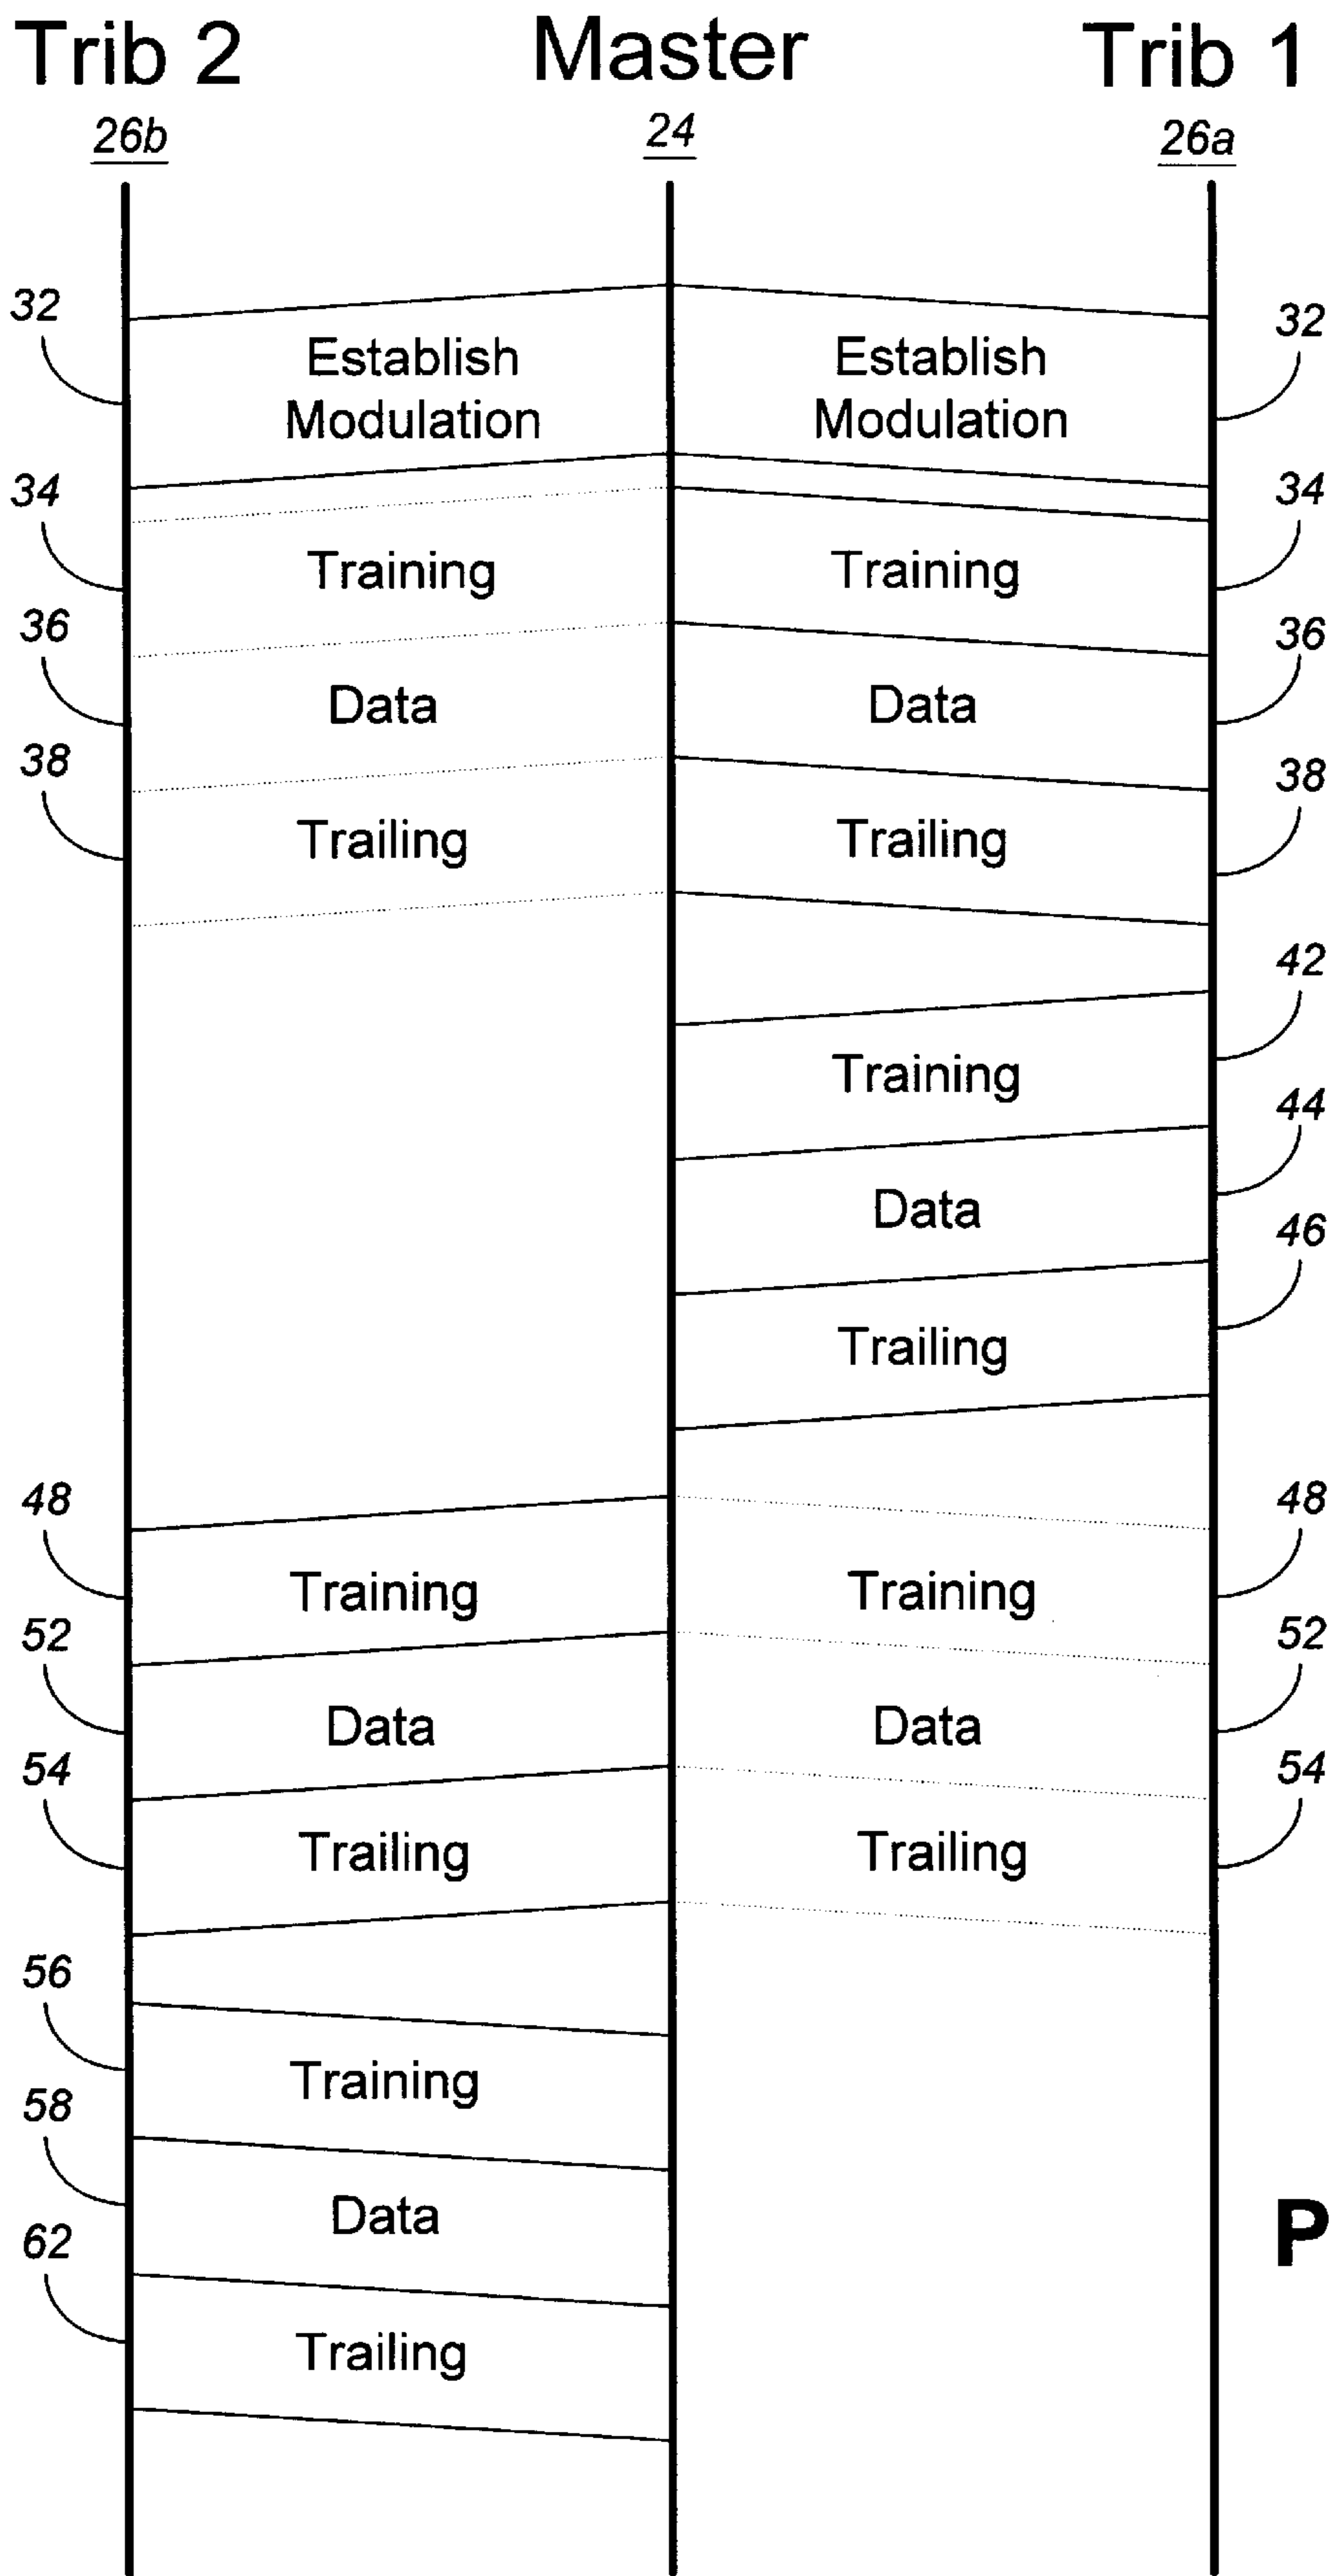 Trib 2 Master Trib 1
26b 24 26a
32 32
Establish Establish
Modulation Modulation
34 34
Training Training
36 36
Data Data
38 38
Trailing Trailing
42
Training
44
Data
46
Trailing
48 48
Training Training
52 52
Data Data
54 54
Trailing Trailing
56
Training
58
Data
P
62
Trailing